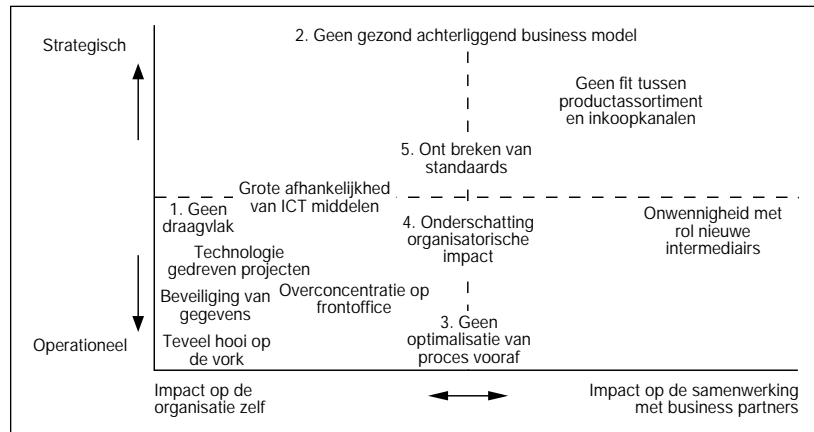 2. Geen gezond achterliggend business model
Strategisch
Geen fit tussen
productassortiment
en inkoopkanalen
5. Ont breken van
standaards
Grote afhankelijkhed
van ICT middelen
1. Geen
draagvlak
4. Onderschatting
organisatorische
impact
Onwennigheid met
rol nieuwe
intermediairs
Technologie
gedreven projecten
Beveiliging van
gegevens
Overconcentratie op
frontoffice
3. Geen
optimalisatie van
proces vooraf
Operationeel
Teveel hooi op
de vork
Impact op de
organisatie zelf
Impact op de samenwerking
met business partners